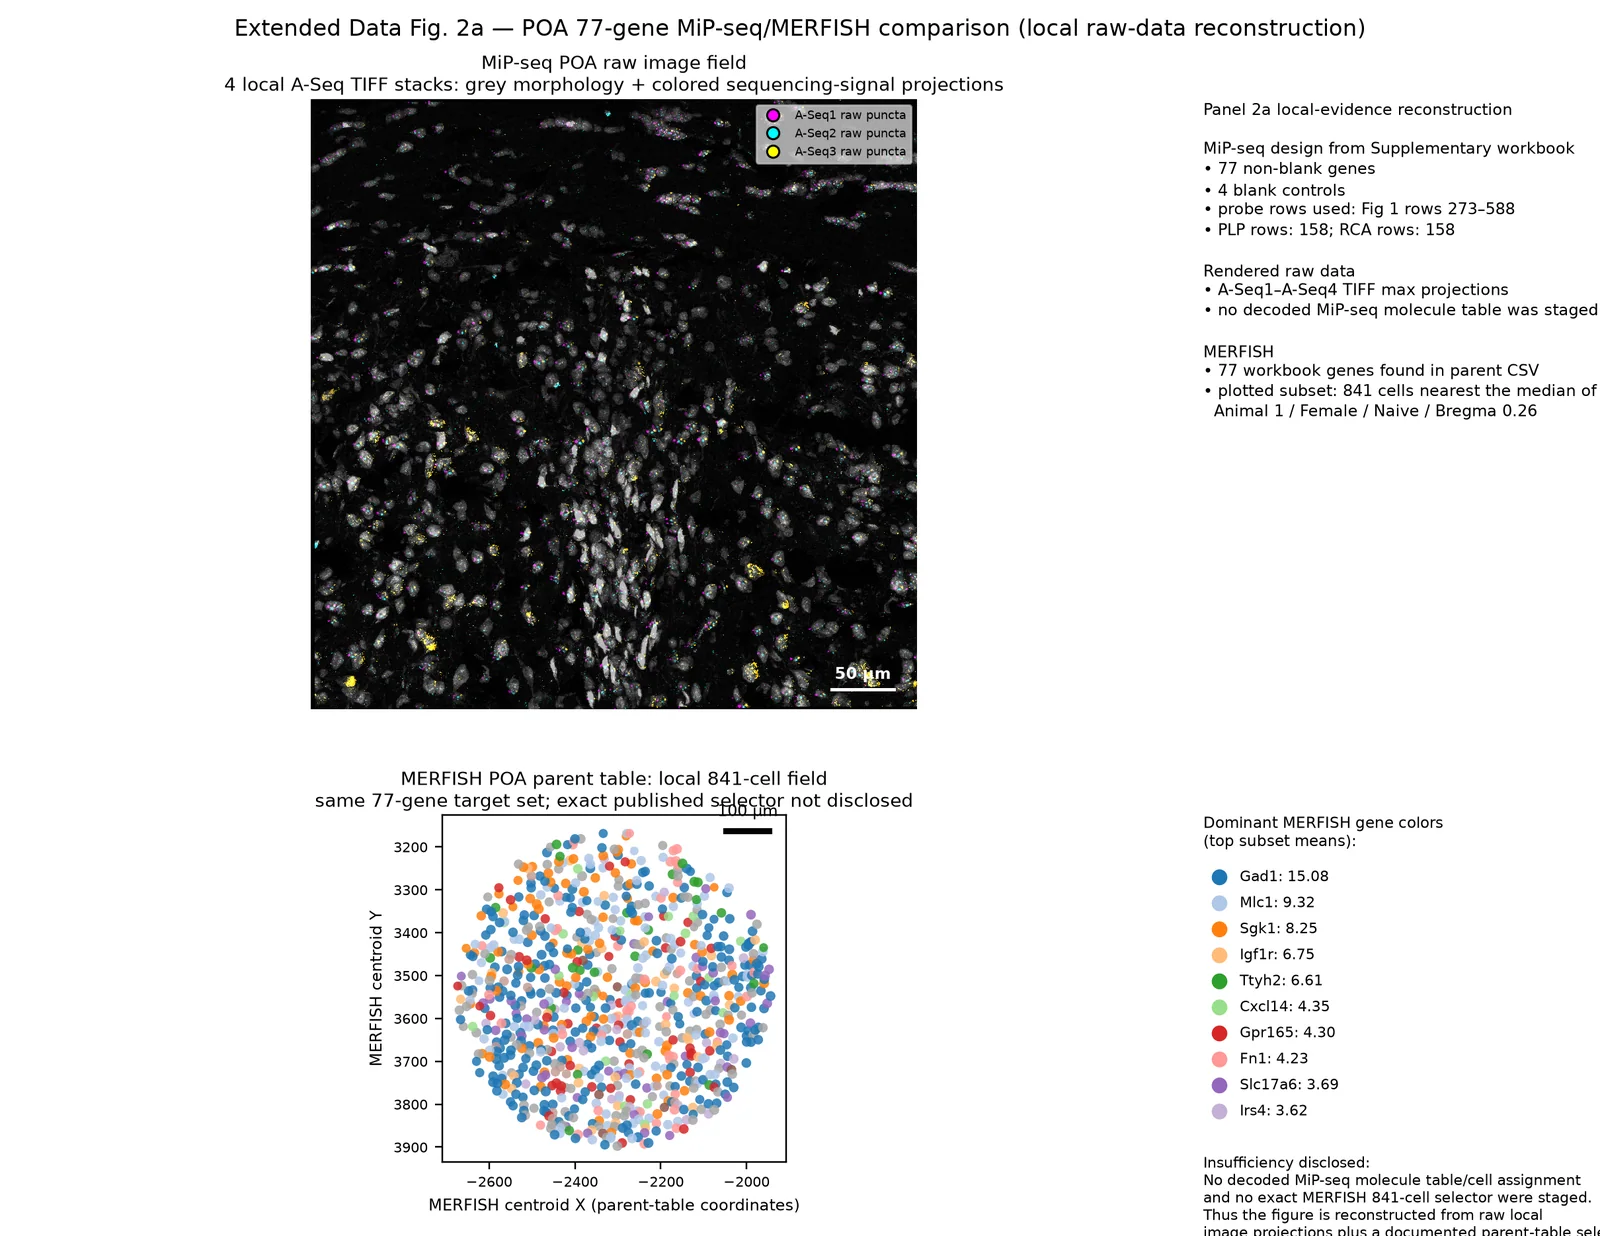 Extended Data Fig. 2a — POA 77-gene MiP-seq/MERFISH comparison (local raw-data reconstruction)
MiP-seq POA raw image field
4 local A-Seq TIFF stacks: grey morphology + colored sequencing-signal projections
A-Seq1 raw puncta
A-Seq2 raw puncta
A-Seq3 raw puncta
50 µm
Panel 2a local-evidence reconstruction
MiP-seq design from Supplementary workbook
• 77 non-blank genes
• 4 blank controls
• probe rows used: Fig 1 rows 273–588
• PLP rows: 158; RCA rows: 158
Rendered raw data
• A-Seq1–A-Seq4 TIFF max projections
• no decoded MiP-seq molecule table was staged
MERFISH
• 77 workbook genes found in parent CSV
• plotted subset: 841 cells nearest the median of
Animal 1 / Female / Naive / Bregma 0.26
MERFISH POA parent table: local 841-cell field
same 77-gene target set; exact published selector not disclosed
100 µm
MERFISH centroid Y
3200
3300
3400
3500
3600
3700
3800
3900
−2600
−2400
−2200
−2000
MERFISH centroid X (parent-table coordinates)
Dominant MERFISH gene colors
(top subset means):
Gad1: 15.08
Mlc1: 9.32
Sgk1: 8.25
Igf1r: 6.75
Ttyh2: 6.61
Cxcl14: 4.35
Gpr165: 4.30
Fn1: 4.23
Slc17a6: 3.69
Irs4: 3.62
Insufficiency disclosed:
No decoded MiP-seq molecule table/cell assignment
and no exact MERFISH 841-cell selector were staged.
Thus the figure is reconstructed from raw local
image projections plus a documented parent-table